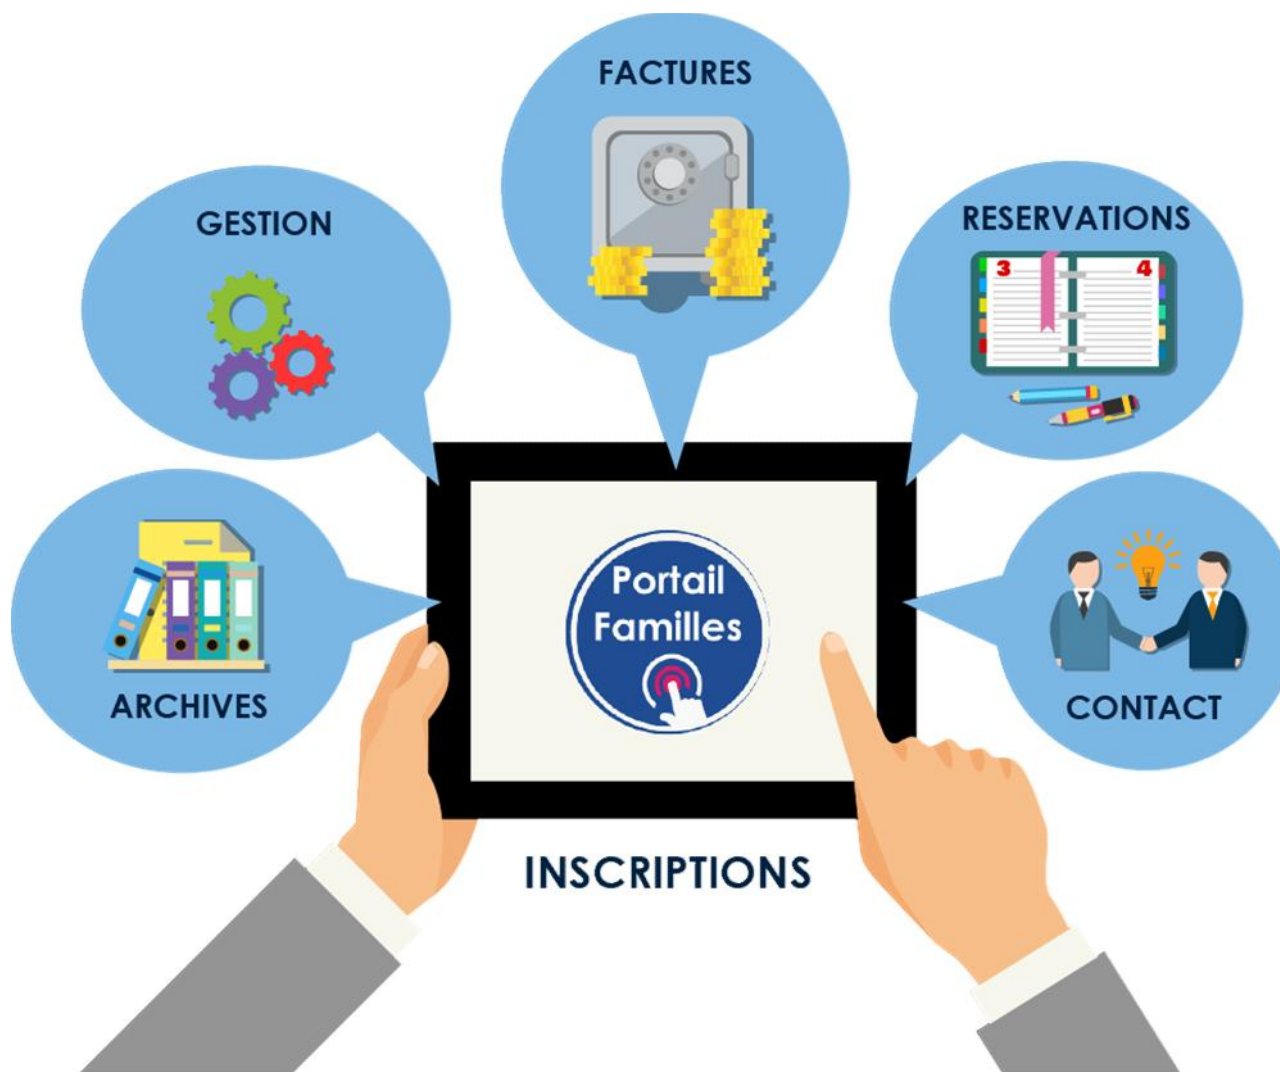 FACTURES
GESTION
RESERVATIONS
3
4
ARCHIVES
Portail
Familles
CONTACT
INSCRIPTIONS